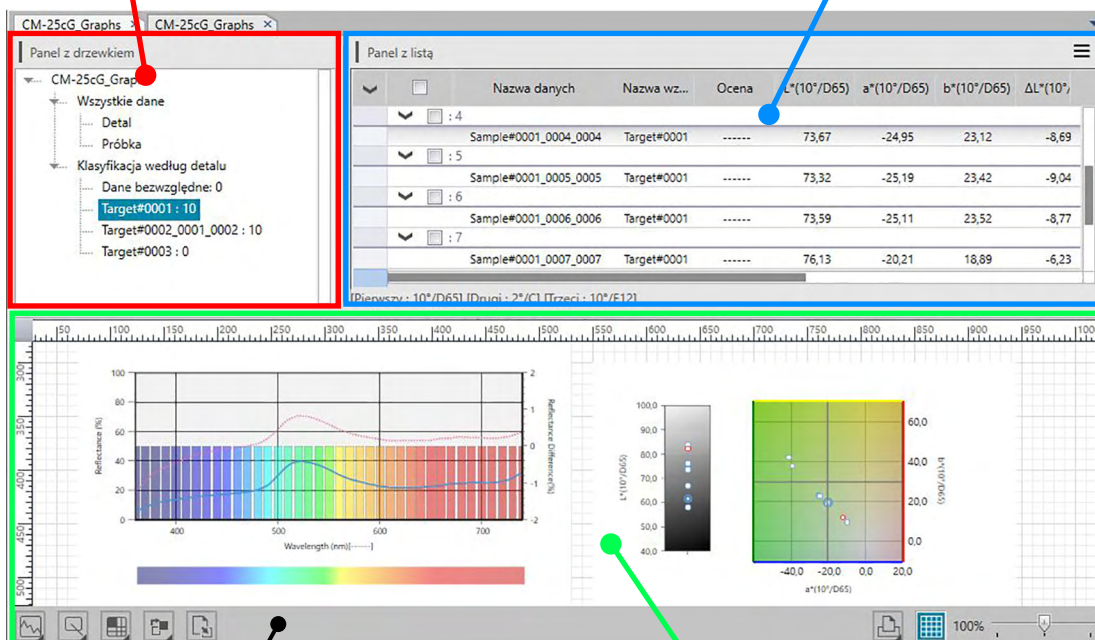 CM-25cG_Graphs × CM-25cG_Graphs ×
Panel z drzewkiem
CM-25cG_Grap
Wszystkie dane
Detal
Próbka
Klasyfikacja według detalu
Dane bezwzględne: 0
Target#0001 : 10
Target#0002_0001_0002 : 10
Target#0003 : 0
Panel z listą
Nazwa danych Nazwa wz... Ocena L*(10°/D65) a*(10°/D65) b*(10°/D65) ΔL*(10°/
: 4
Sample#0001_0004_0004 Target#0001 ------ 73,67 -24,95 23,12 -8,69
: 5
Sample#0001_0005_0005 Target#0001 ------ 73,32 -25,19 23,42 -9,04
: 6
Sample#0001_0006_0006 Target#0001 ------ 73,59 -25,11 23,52 -8,77
: 7
Sample#0001_0007_0007 Target#0001 ------ 76,13 -20,21 18,89 -6,23
[Pierwszy : 10°/D65] [Drugi : 2°/C] [Trzeci : 10°/F12]
50 100 150 200 250 300 350 400 450 500 550 600 650 700 750 800 850 900 950 100
300
350
400
450
500
Reflectance (%)
100
80
60
40
20
0
2
1
0
-1
-2
Reflectance Difference(%)
400 500 600 700
Wavelength (nm)[------]
L*(10°/D65)
100,0
90,0
80,0
70,0
60,0
50,0
40,0
60,0
40,0
20,0
0,0
b*(10°/D65)
-40,0 -20,0 0,0 20,0
a*(10°/D65)
100%